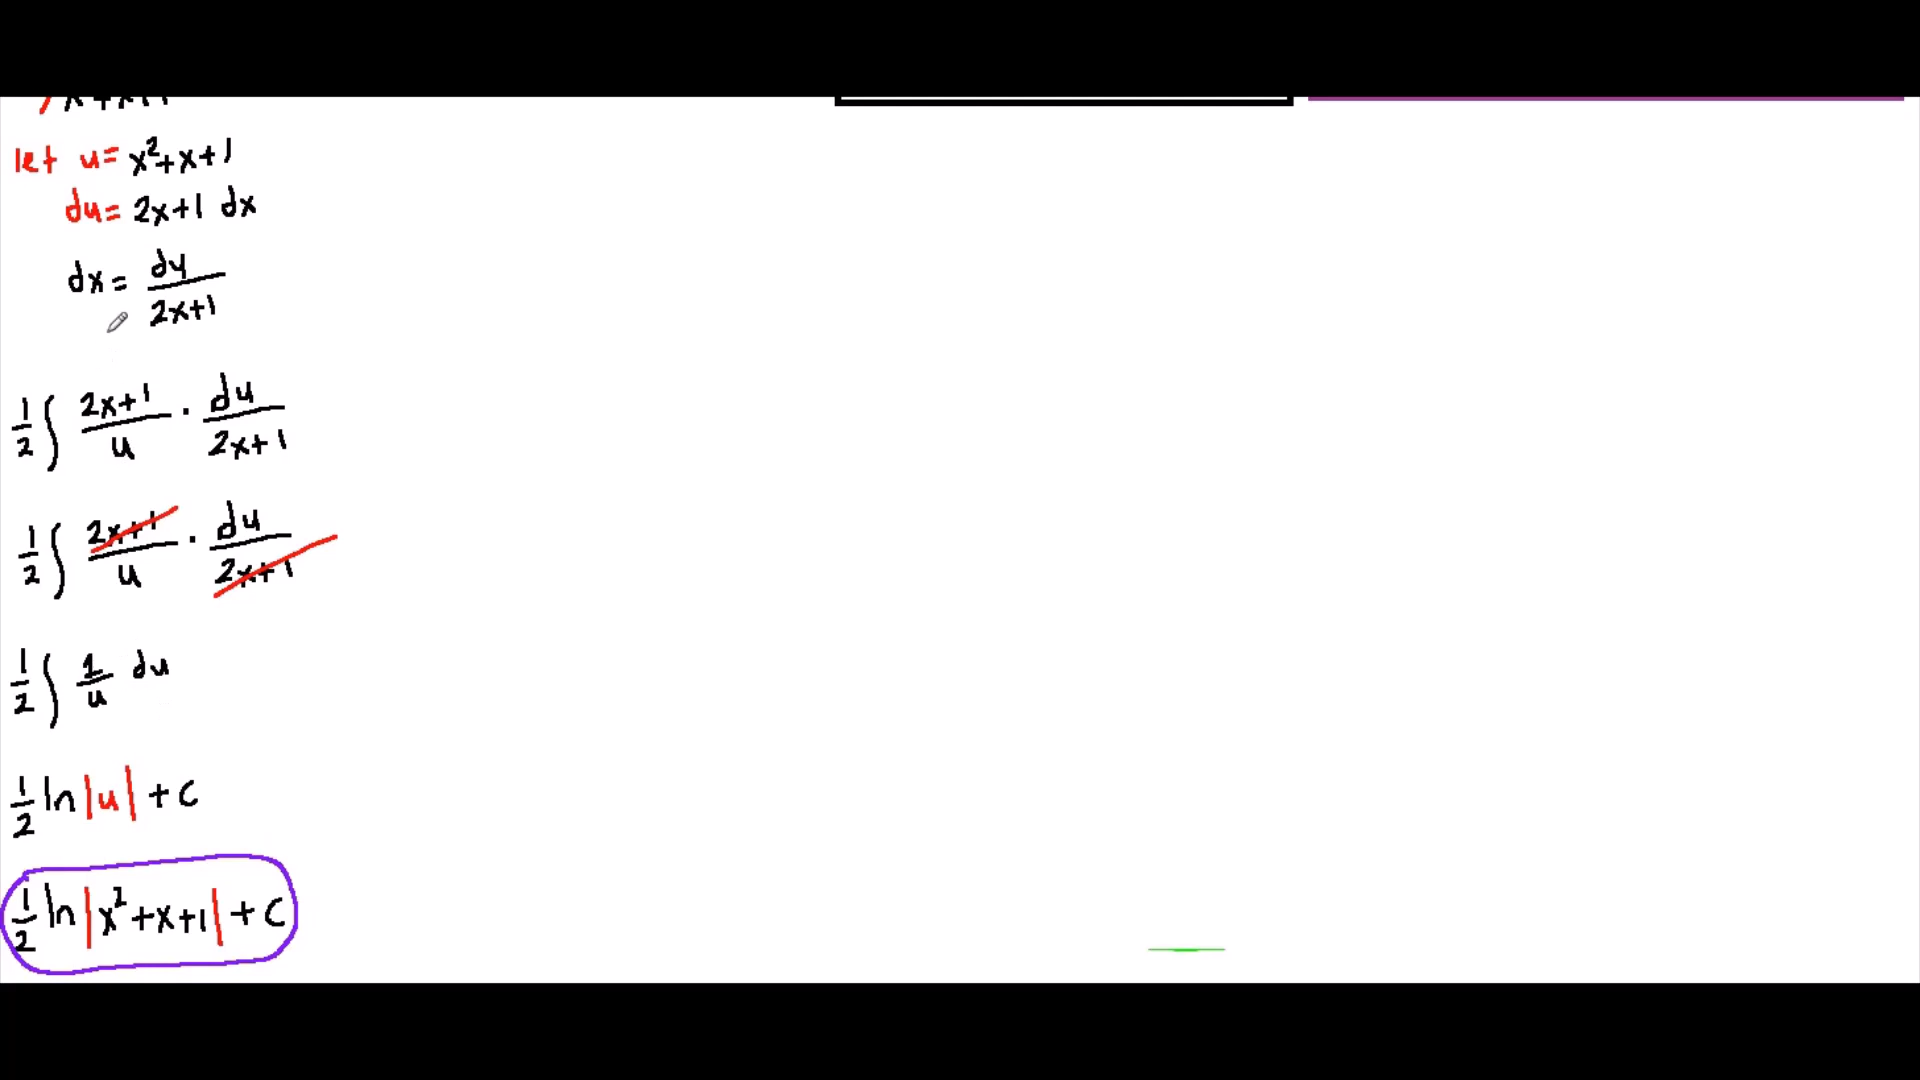 let u= x²+x+1
du= 2x+1 dx
dx = du/2x+1
1/2 ∫ 2x+1/u · du/2x+1
1/2 ∫ 2x+1/u · du/2x+1
1/2 ∫ 1/u du
1/2 ln|u| + c
1/2 ln|x²+x+1| + c